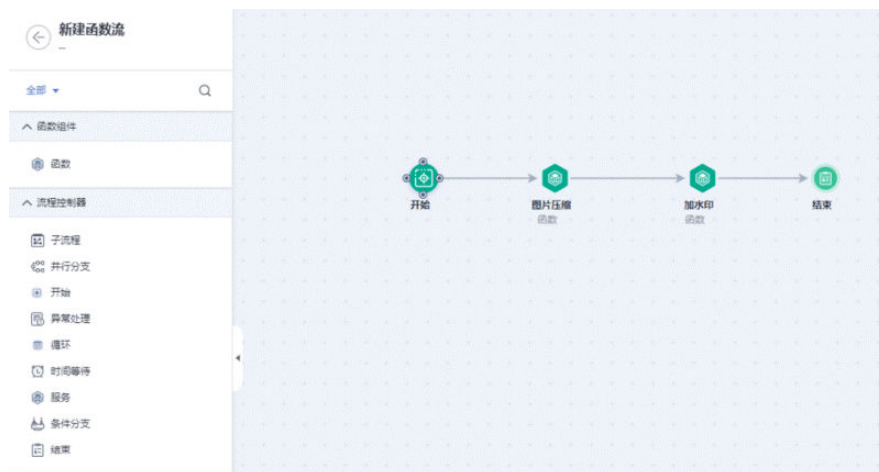 新建函数流
--
全部
函数组件
函数
流程控制器
子流程
并行分支
开始
异常处理
循环
时间等待
服务
条件分支
结束
开始
图片压缩
函数
加水印
函数
结束